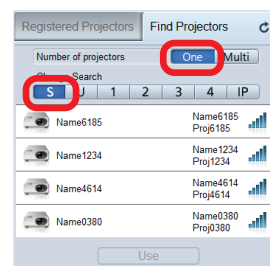 Registered Projectors Find Projectors
Number of projectors One Multi
Change Search
S U 1 2 3 4 IP
Name6185 Name6185
Proj6185
Name1234 Name1234
Proj1234
Name4614 Name4614
Proj4614
Name0380 Name0380
Proj0380
Use